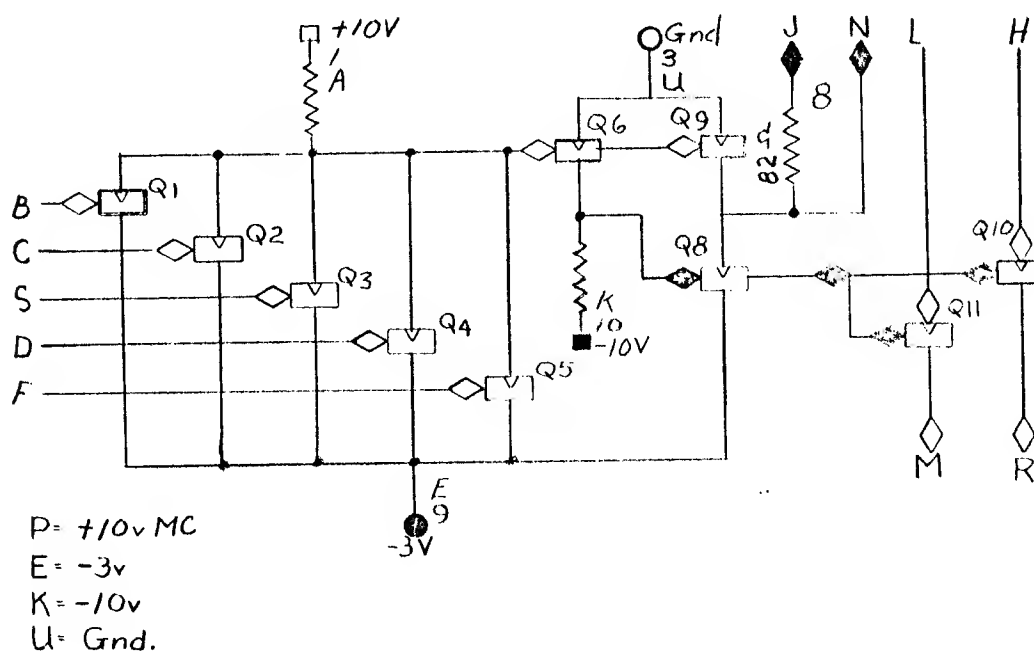 +10V
1
A
Gnd
3
U
J
N
L
H
8
82Ω
Q6
Q9
Q10
B
Q1
C
Q2
Q8
S
Q3
K
10
-10V
Q11
D
Q4
F
Q5
M
R
E
9
-3V
P= +10v MC
E= -3v
K= -10v
U= Gnd.